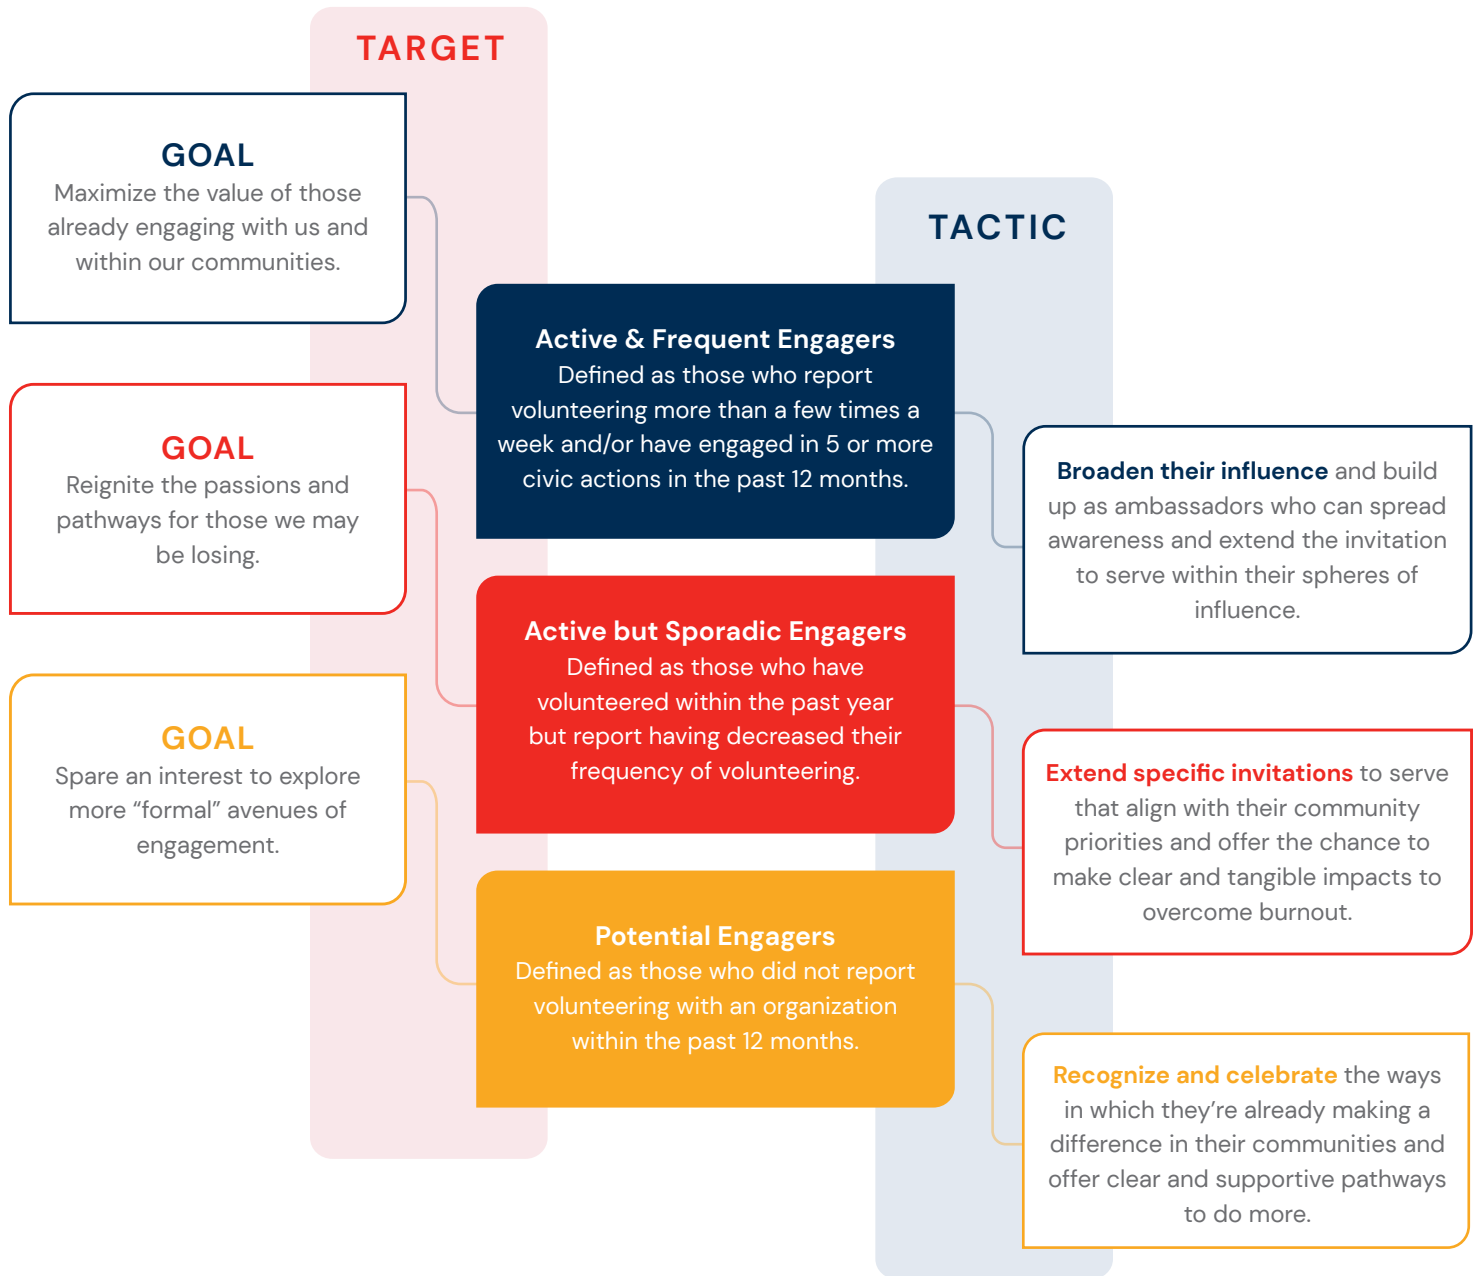 TARGET
GOAL
Maximize the value of those
already engaging with us and
within our communities.
TACTIC
Active & Frequent Engagers
Defined as those who report
volunteering more than a few times a
week and/or have engaged in 5 or more
civic actions in the past 12 months.
Broaden their influence and build
up as ambassadors who can spread
awareness and extend the invitation
to serve within their spheres of
influence.
GOAL
Reignite the passions and
pathways for those we may
be losing.
Active but Sporadic Engagers
Defined as those who have
volunteered within the past year
but report having decreased their
frequency of volunteering.
Extend specific invitations to serve
that align with their community
priorities and offer the chance to
make clear and tangible impacts to
overcome burnout.
GOAL
Spare an interest to explore
more “formal” avenues of
engagement.
Potential Engagers
Defined as those who did not report
volunteering with an organization
within the past 12 months.
Recognize and celebrate the ways
in which they’re already making a
difference in their communities and
offer clear and supportive pathways
to do more.